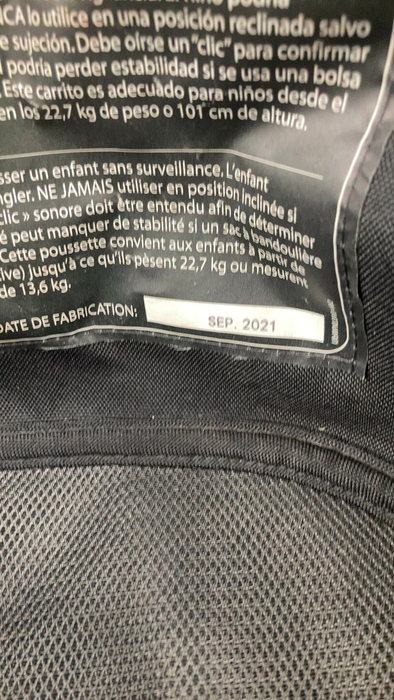 ICA lo utilice en una posición reclinada salvo
e sujeción. Debe oírse un "clic" para confirmar
podría perder estabilidad si se usa una bolsa
. Este carrito es adecuado para niños desde el
en los 22,7 kg de peso o 101 cm de altura.
sser un enfant sans surveillance. L'enfant
ngler. NE JAMAIS utiliser en position inclinée si
clic » sonore doit être entendu afin de déterminer
é peut manquer de stabilité si un sac à bandoulière
Cette poussette convient aux enfants à partir de
ive) jusqu'à ce qu'ils pèsent 22,7 kg ou mesurent
de 13,6 kg.
DATE DE FABRICATION:
SEP. 2021